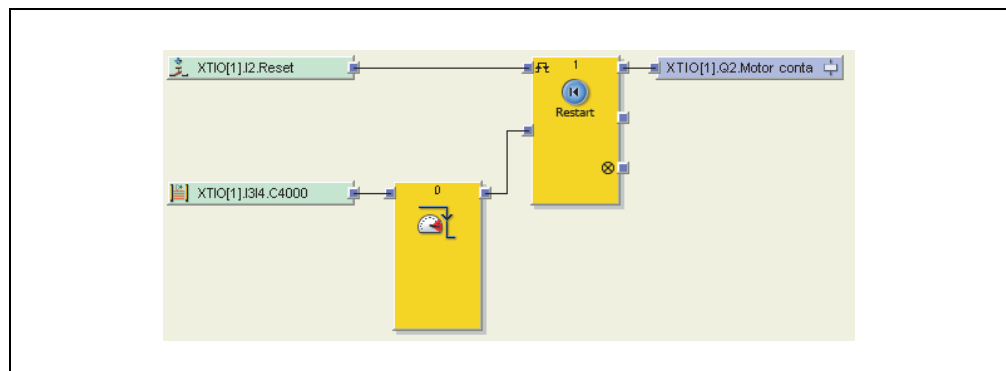 XTIO[1].I2.Reset
1
XTIO[1].Q2.Motor conta
Restart
XTIO[1].I3I4.C4000
0